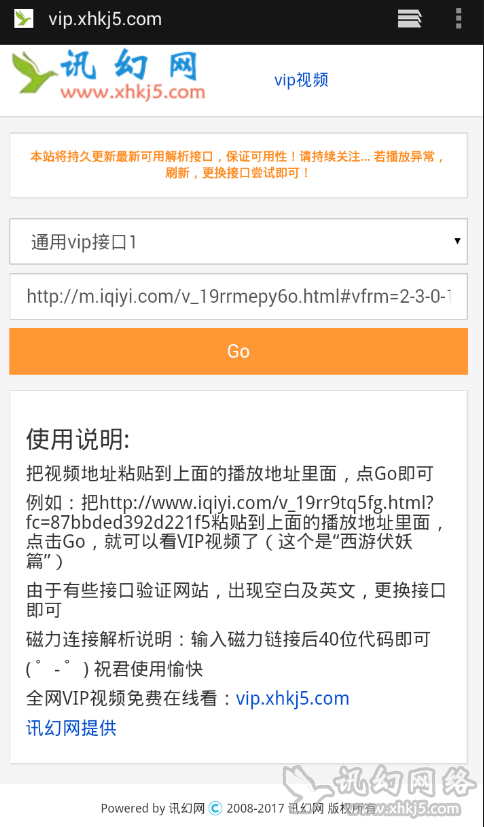 vip.xhkj5.com
讯幻网
www.xhkj5.com
vip视频
本站将持久更新最新可用解析接口，保证可用性！请持续关注... 若播放异常，
刷新，更换接口尝试即可！
通用vip接口1
http://m.iqiyi.com/v_19rrmepy6o.html#vfrm=2-3-0-1
Go
使用说明:
把视频地址粘贴到上面的播放地址里面，点Go即可
例如：把http://www.iqiyi.com/v_19rr9tq5fg.html?
fc=87bbded392d221f5粘贴到上面的播放地址里面，
点击Go，就可以看VIP视频了（这个是“西游伏妖
篇”）
由于有些接口验证网站，出现空白及英文，更换接口
即可
磁力连接解析说明：输入磁力链接后40位代码即可
( ゜- ゜) 祝君使用愉快
全网VIP视频免费在线看：vip.xhkj5.com
讯幻网提供
讯幻网络
www.xhkj5.com
Powered by 讯幻网 © 2008-2017 讯幻网 版权所有